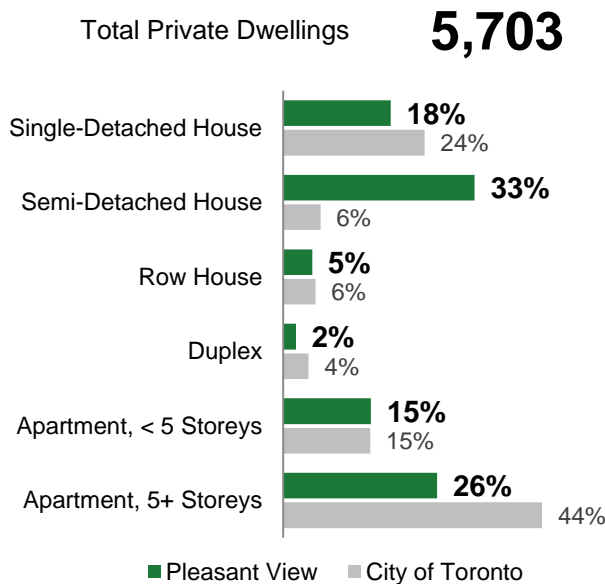 Total Private Dwellings 5,703
Single-Detached House 18%
24%
Semi-Detached House 33%
6%
Row House 5%
6%
Duplex 2%
4%
Apartment, < 5 Storeys 15%
15%
Apartment, 5+ Storeys 26%
44%
Pleasant View City of Toronto